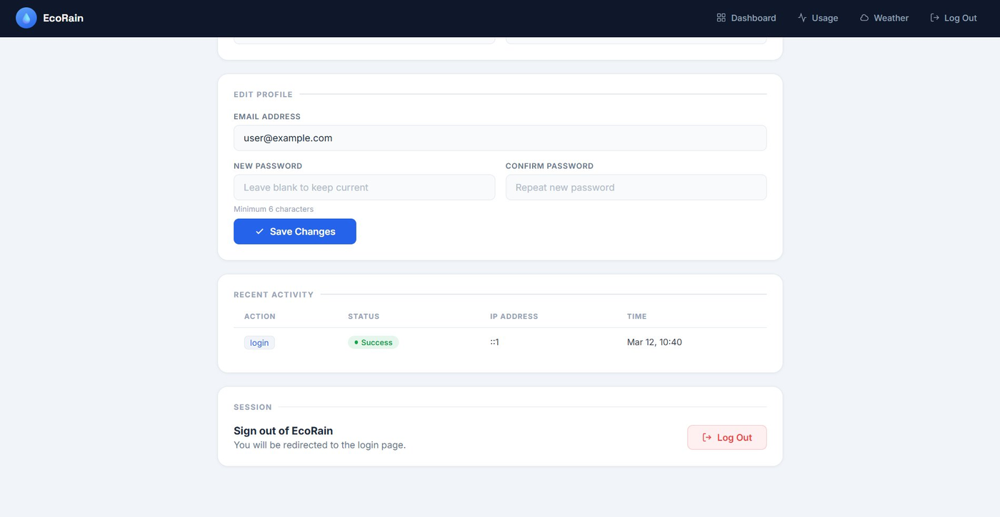 EcoRain
Dashboard
Usage
Weather
Log Out
EDIT PROFILE
EMAIL ADDRESS
user@example.com
NEW PASSWORD
CONFIRM PASSWORD
Leave blank to keep current
Repeat new password
Minimum 6 characters
Save Changes
RECENT ACTIVITY
ACTION STATUS IP ADDRESS TIME
login Success ::1 Mar 12, 10:40
SESSION
Sign out of EcoRain
You will be redirected to the login page.
Log Out